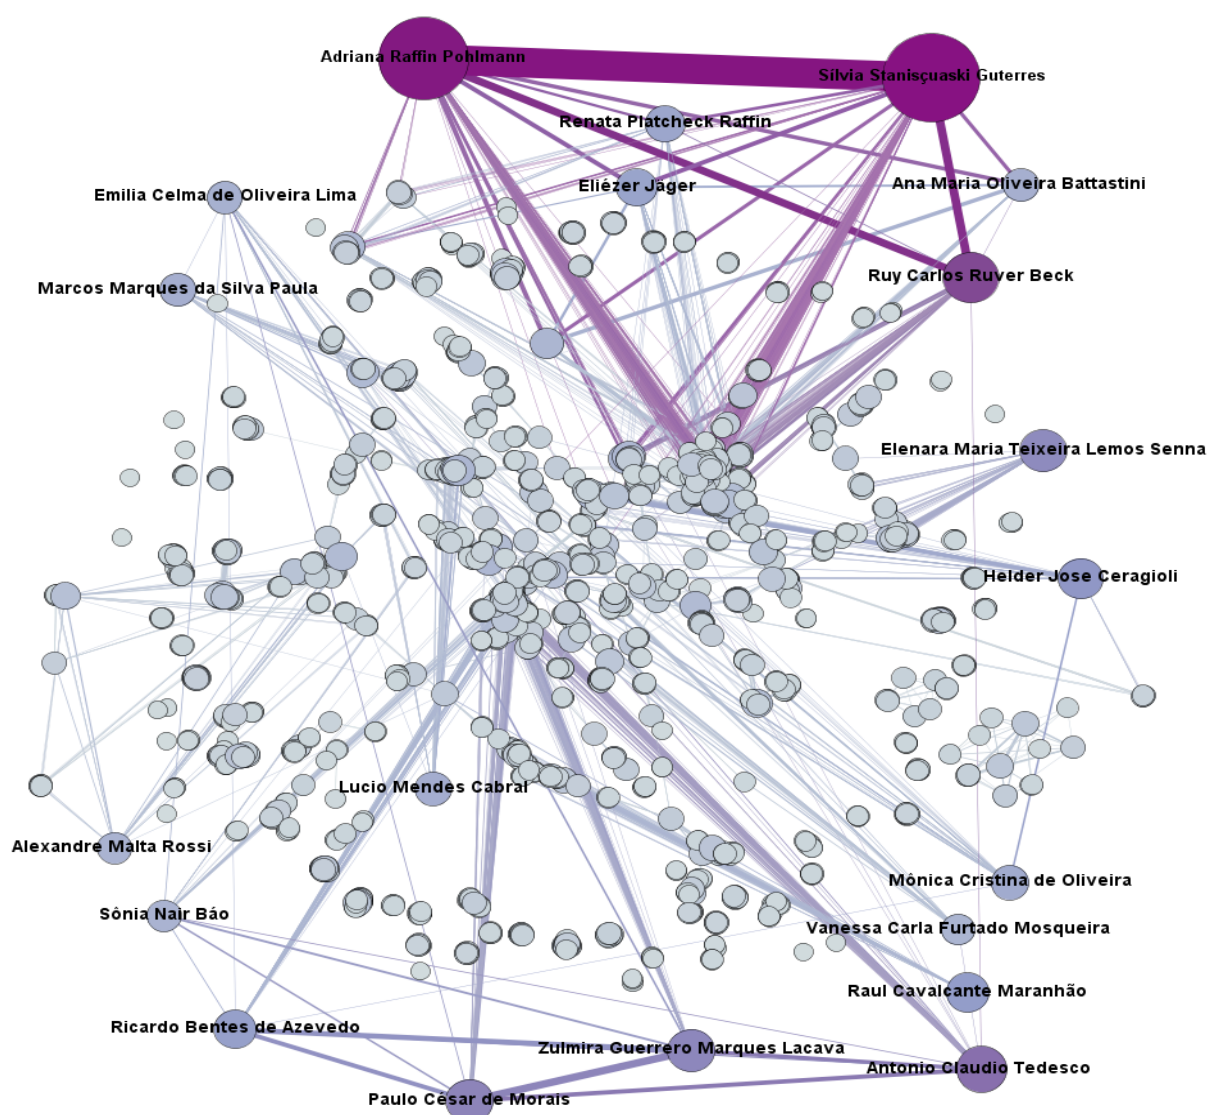 Adriana Raffin Pohlmann
Sílvia Stanisçuaski Guterres
Renata Platcheck Raffin
Eliézer Jäger
Ana Maria Oliveira Battastini
Emilia Celma de Oliveira Lima
Ruy Carlos Ruver Beck
Marcos Marques da Silva Paula
Elenara Maria Teixeira Lemos Senna
Helder Jose Ceragioli
Lucio Mendes Cabral
Alexandre Malta Rossi
Mônica Cristina de Oliveira
Sônia Nair Báo
Vanessa Carla Furtado Mosqueira
Raul Cavalcante Maranhão
Ricardo Bentes de Azevedo
Zulmira Guerrero Marques Lacava
Antonio Claudio Tedesco
Paulo César de Morais